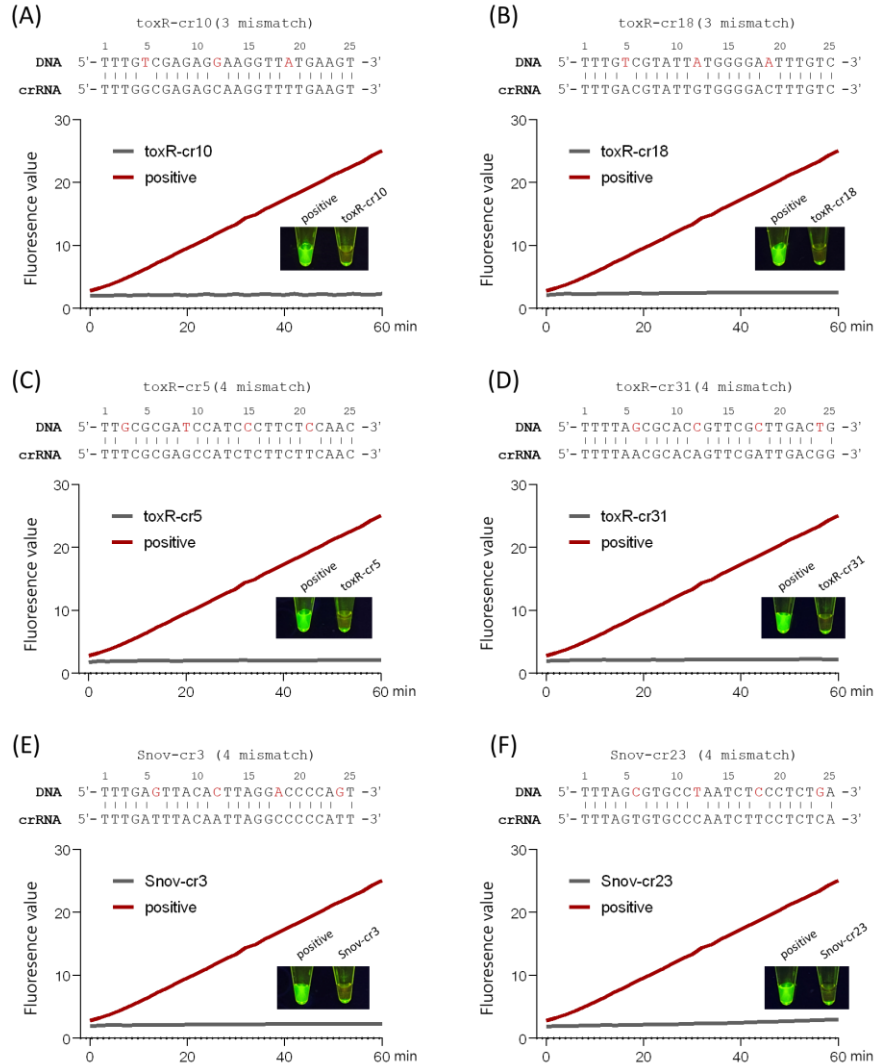 (A)
toxR-cr10(3 mismatch)
1 5 10 15 20 25
DNA 5'-TTTGTCGAGAGGAAGGTTATGAAGT -3'
crRNA 5'-TTTGGCGAGAGCAAGGTTTTGAAGT -3'
30
20
10
0
Fluoresence value
toxR-cr10
positive
positive toxR-cr10
0 20 40 60 min
(B)
toxR-cr18(3 mismatch)
1 5 10 15 20 25
DNA 5'-TTTGTCGTATTATGGGGAATTTGTC -3'
crRNA 5'-TTTGACGTATTGTGGGGACTTTGTC -3'
30
20
10
0
Fluoresence value
toxR-cr18
positive
positive toxR-cr18
0 20 40 60 min
(C)
toxR-cr5(4 mismatch)
1 5 10 15 20 25
DNA 5'-TTGCGCGATCCATCCCTTCTCCAAC -3'
crRNA 5'-TTTCGCGAGCCATCTCTTCTTCAAC -3'
30
20
10
0
Fluoresence value
toxR-cr5
positive
positive toxR-cr5
0 20 40 60 min
(D)
toxR-cr31(4 mismatch)
1 5 10 15 20 25
DNA 5'-TTTTAGCGCACCGTTCGCTTGACTG -3'
crRNA 5'-TTTTAACGCACAGTTCGATTGACGG -3'
30
20
10
0
Fluoresence value
toxR-cr31
positive
positive toxR-cr31
0 20 40 60 min
(E)
Snov-cr3 (4 mismatch)
1 5 10 15 20 25
DNA 5'-TTTGAGTTACACTTAGGACCCCAGT -3'
crRNA 5'-TTTGATTTACAATTAGGCCCCCATT -3'
30
20
10
0
Fluoresence value
Snov-cr3
positive
positive Snov-cr3
0 20 40 60 min
(F)
Snov-cr23 (4 mismatch)
1 5 10 15 20 25
DNA 5'-TTTAGCGTGCCTAATCTCCCTCTGA -3'
crRNA 5'-TTTAGTGTGCCCAATCTTCCTCTCA -3'
30
20
10
0
Fluoresence value
Snov-cr23
positive
positive Snov-cr23
0 20 40 60 min